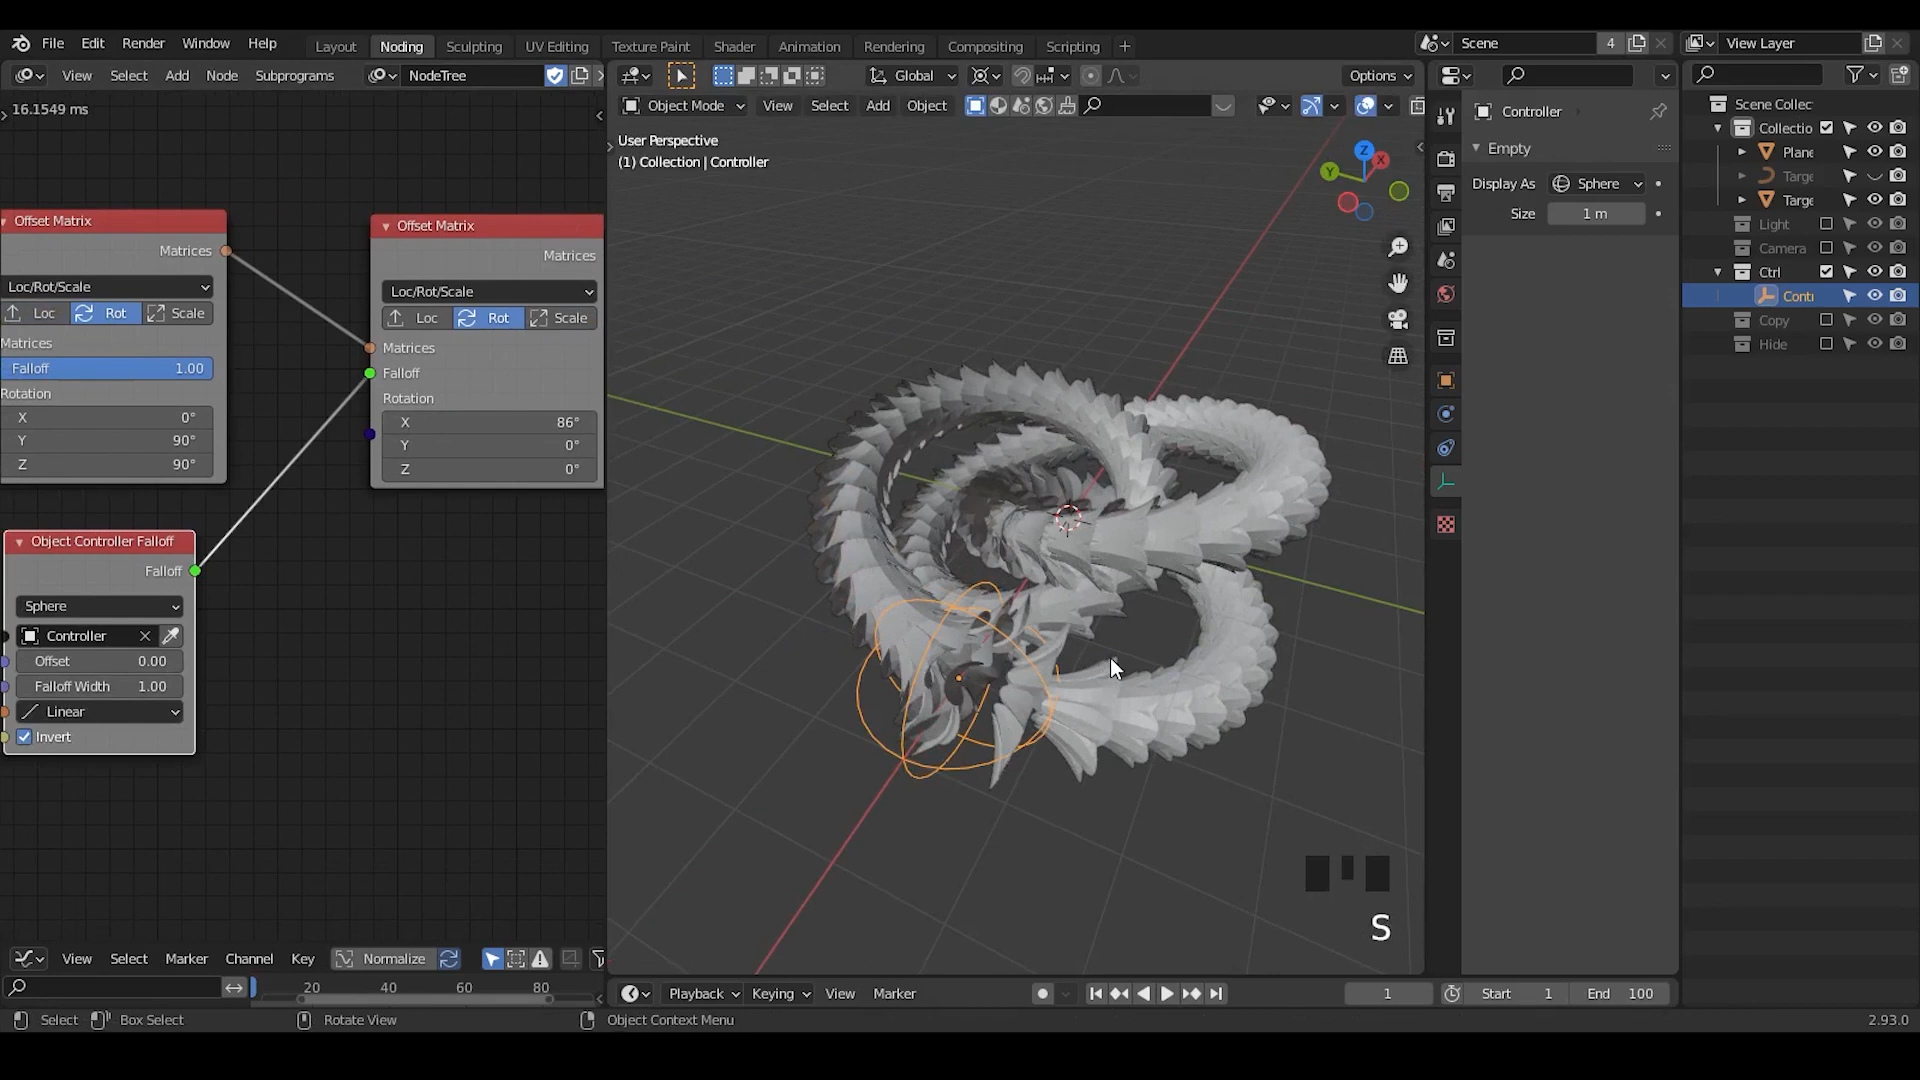 File Edit Render Window Help Layout Noding Sculpting UV Editing Texture Paint Shader Animation Rendering Compositing Scripting Scene 4 View Layer
View Select Add Node Subprograms NodeTree Global Options
Object Mode View Select Add Object
16.1549 ms
User Perspective
(1) Collection | Controller
Offset Matrix
Matrices
Loc/Rot/Scale
Loc Rot Scale
Matrices
Falloff 1.00
Rotation
X 0°
Y 90°
Z 90°
Offset Matrix
Matrices
Loc/Rot/Scale
Loc Rot Scale
Matrices
Falloff
Rotation
X 86°
Y 0°
Z 0°
Object Controller Falloff
Falloff
Sphere
Controller
Offset 0.00
Falloff Width 1.00
Linear
Invert
Z
X
Y
S
Controller
Empty
Display As Sphere
Size 1 m
Scene Collec
Collectio
Plane
Targe
Targe
Light
Camera
Ctrl
Contr
Copy
Hide
View Select Marker Channel Key Normalize
20 40 60 80
Playback Keying View Marker 1 Start 1 End 100
Select Box Select Rotate View Object Context Menu 2.93.0